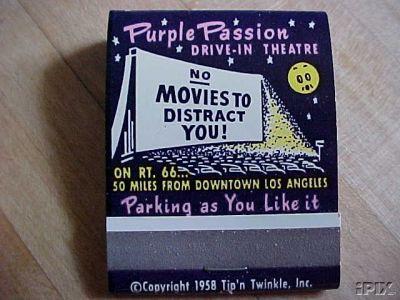 Purple Passion
DRIVE-IN THEATRE
NO
MOVIES TO
DISTRACT
YOU!
ON RT. 66...
50 MILES FROM DOWNTOWN LOS ANGELES
Parking as You Like it
©Copyright 1958 Tip'n Twinkle, Inc.
iPIX